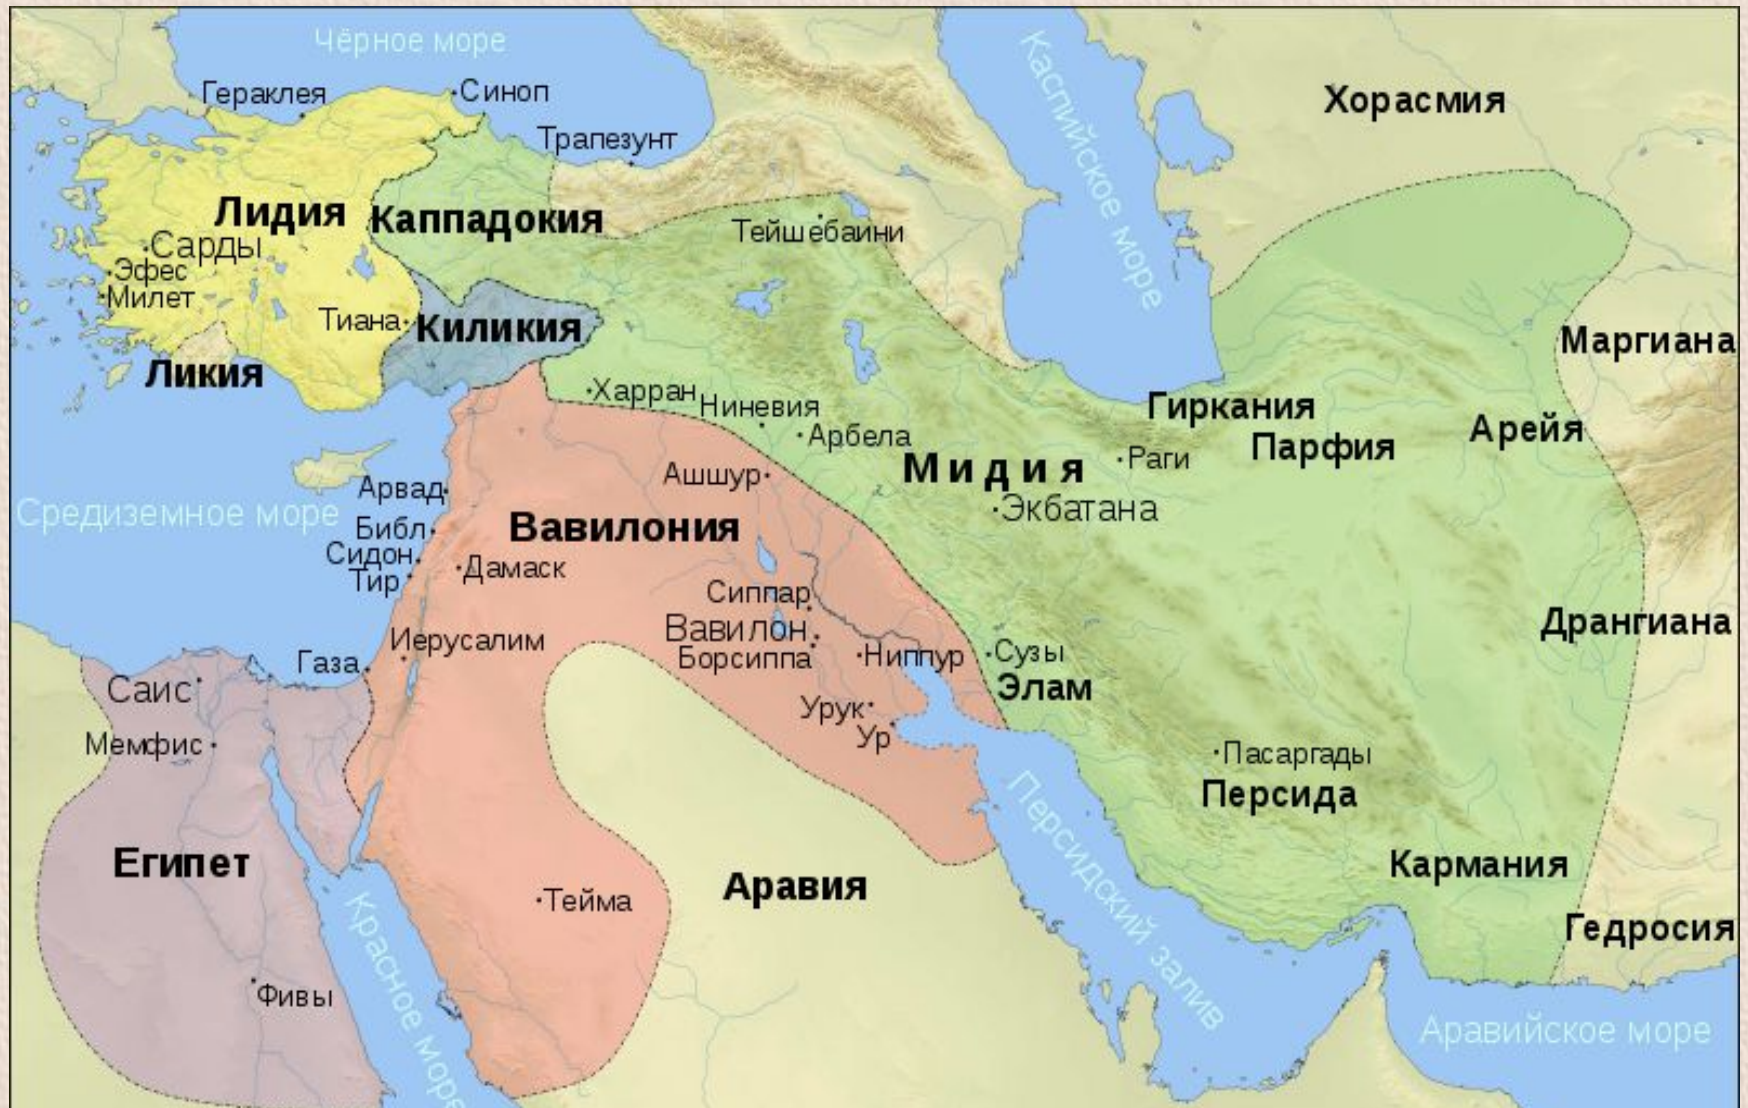 Чёрное море
Каспийское море
Гераклея
Синоп
Хорасмия
Трапезунт
Лидия
Каппадокия
Тейшебаини
Сарды
Эфес
Милет
Тиана
Киликия
Маргиана
Ликия
Харран
Ниневия
Гиркания
Арбела
Арейя
Парфия
Мидия
Раги
Ашшур
Арвад
Экбатана
Средиземное море
Библ
Вавилония
Сидон
Тир
Дамаск
Сиппар
Вавилон
Дрангиана
Иерусалим
Борсиппа
Ниппур
Сузы
Газа
Элам
Саис
Урук
Ур
Мемфис
Пасаргады
Персида
Персидский залив
Египет
Кармания
Аравия
Тейма
Красное море
Гедросия
Фивы
Аравийское море